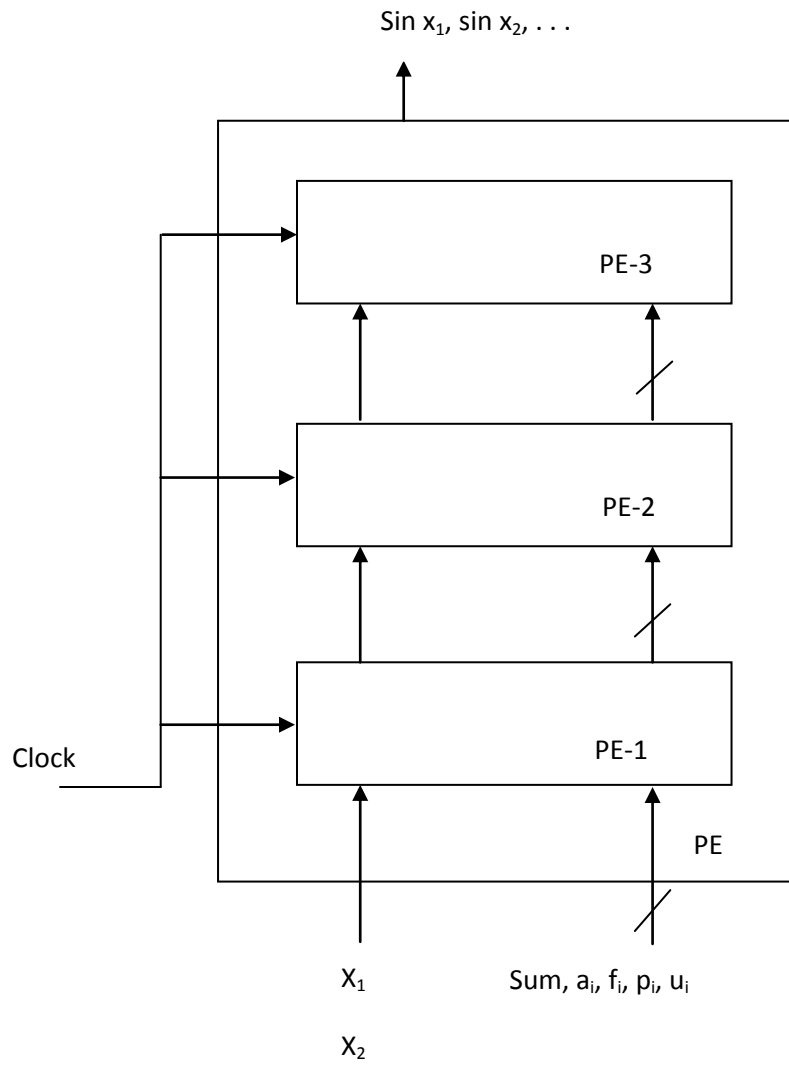 Sin x₁, sin x₂, . . .
PE-3
PE-2
PE-1
Clock
PE
X₁
Sum, aᵢ, fᵢ, pᵢ, uᵢ
X₂